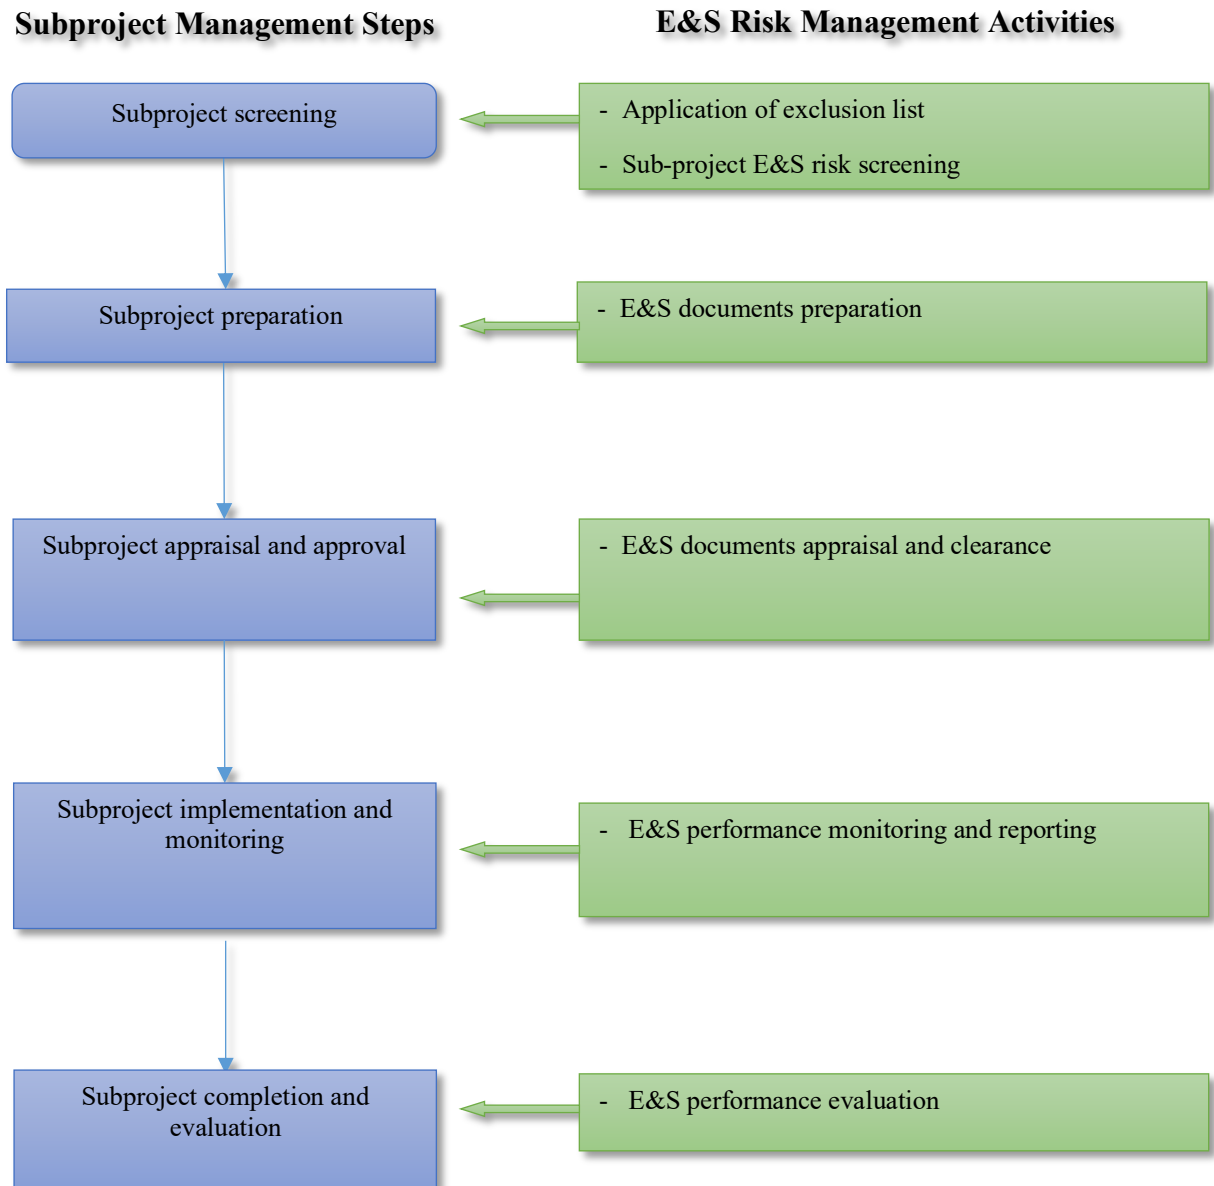 Subproject Management Steps
E&S Risk Management Activities
Subproject screening
- Application of exclusion list
- Sub-project E&S risk screening
Subproject preparation
- E&S documents preparation
Subproject appraisal and approval
- E&S documents appraisal and clearance
Subproject implementation and
monitoring
- E&S performance monitoring and reporting
Subproject completion and
evaluation
- E&S performance evaluation